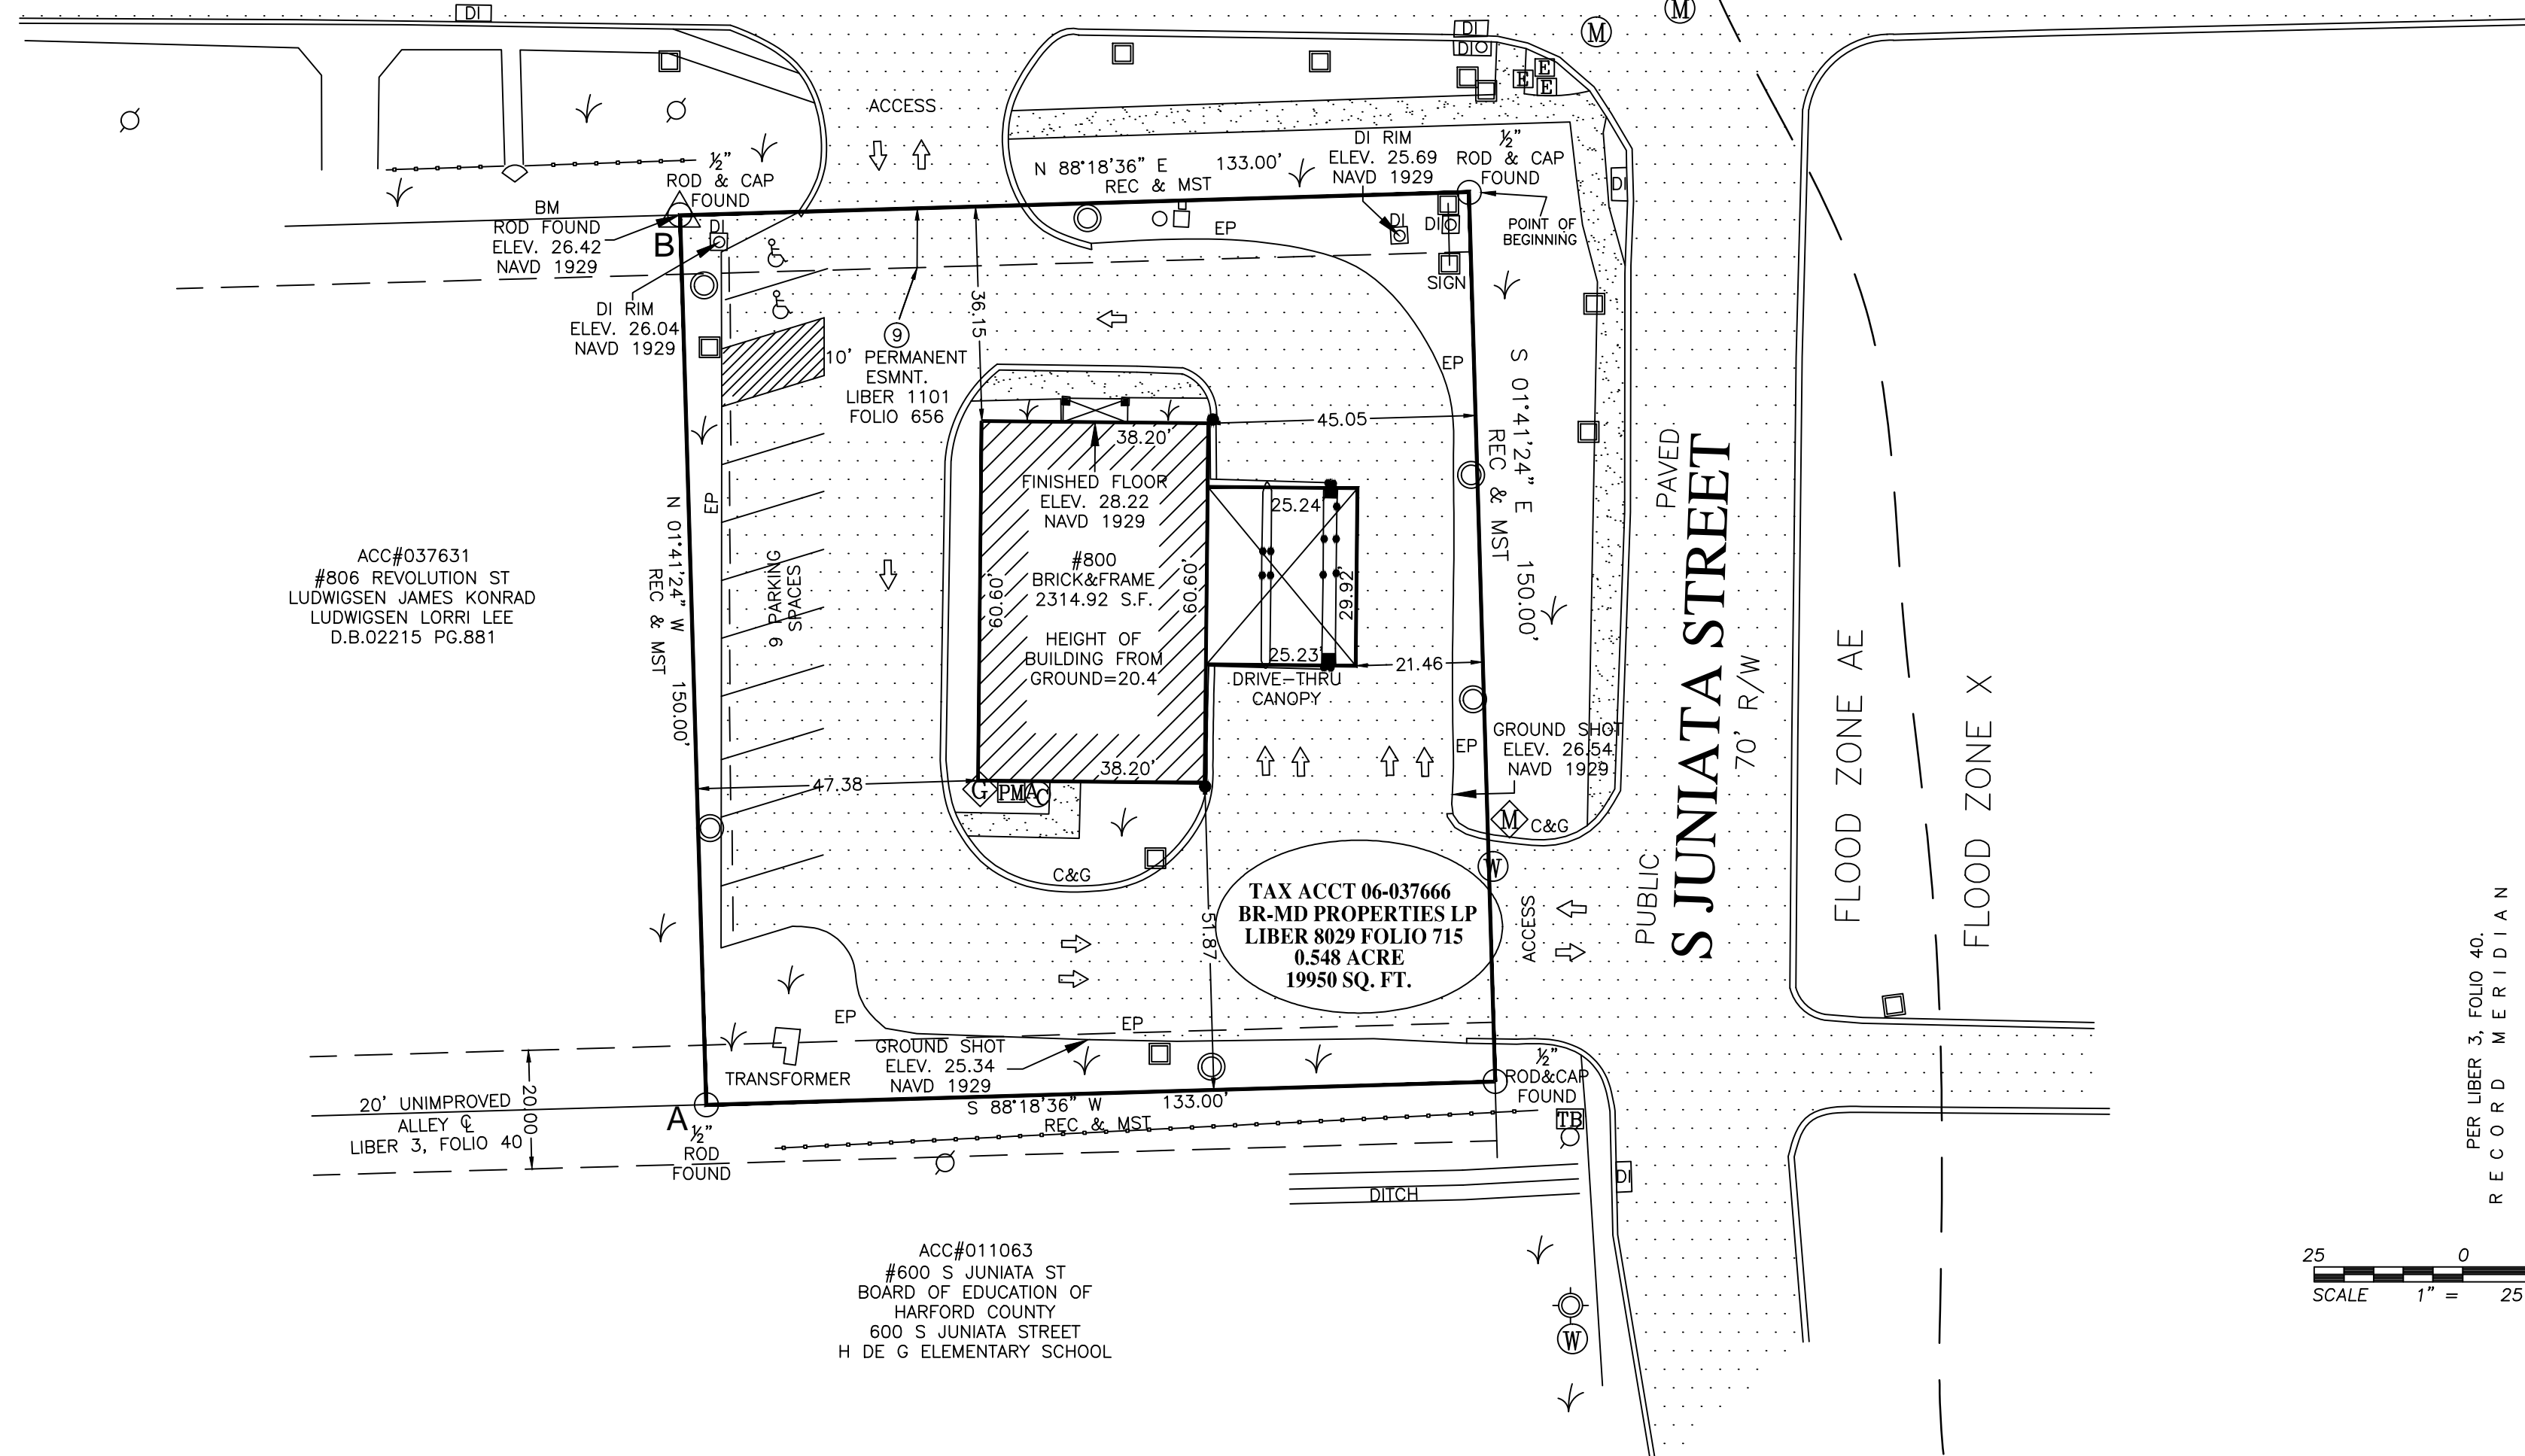 DI
M
M
DI
DI
E
E
E
ACCESS
½"
ROD & CAP
FOUND
N 88°18'36" E 133.00'
REC & MST
DI RIM
ELEV. 25.69
NAVD 1929
½"
ROD & CAP
FOUND
DI
POINT OF
BEGINNING
BM
ROD FOUND
ELEV. 26.42
NAVD 1929
B
DI
DI
DI
EP
SIGN
DI RIM
ELEV. 26.04
NAVD 1929
36.15
9
10' PERMANENT
ESMNT.
LIBER 1101
FOLIO 656
EP
45.05
38.20'
FINISHED FLOOR
ELEV. 28.22
NAVD 1929
#800
BRICK&FRAME
2314.92 S.F.
HEIGHT OF
BUILDING FROM
GROUND=20.4
60.60'
60.60'
38.20'
25.24'
29.92'
25.23'
21.46
DRIVE-THRU
CANOPY
S 01°41'24" E 150.00'
REC & MST
PAVED
S JUNIATA STREET
PUBLIC
70' R/W
FLOOD ZONE AE
FLOOD ZONE X
EP
9 PARKING
SPACES
N 01°41'24" W 150.00'
REC & MST
ACC#037631
#806 REVOLUTION ST
LUDWIGSEN JAMES KONRAD
LUDWIGSEN LORRI LEE
D.B.02215 PG.881
47.38
G
PM
AC
C&G
EP
GROUND SHOT
ELEV. 26.54
NAVD 1929
M
C&G
W
51.87
TAX ACCT 06-037666
BR-MD PROPERTIES LP
LIBER 8029 FOLIO 715
0.548 ACRE
19950 SQ. FT.
ACCESS
EP
EP
GROUND SHOT
ELEV. 25.34
NAVD 1929
TRANSFORMER
½"
ROD&CAP
FOUND
TB
20' UNIMPROVED
ALLEY ℄
LIBER 3, FOLIO 40
20.00
A
½"
ROD
FOUND
S 88°18'36" W 133.00'
REC & MST
DITCH
DI
ACC#011063
#600 S JUNIATA ST
BOARD OF EDUCATION OF
HARFORD COUNTY
600 S JUNIATA STREET
H DE G ELEMENTARY SCHOOL
W
PER LIBER 3, FOLIO 40.
RECORD MERIDIAN
25 0
SCALE 1" = 25